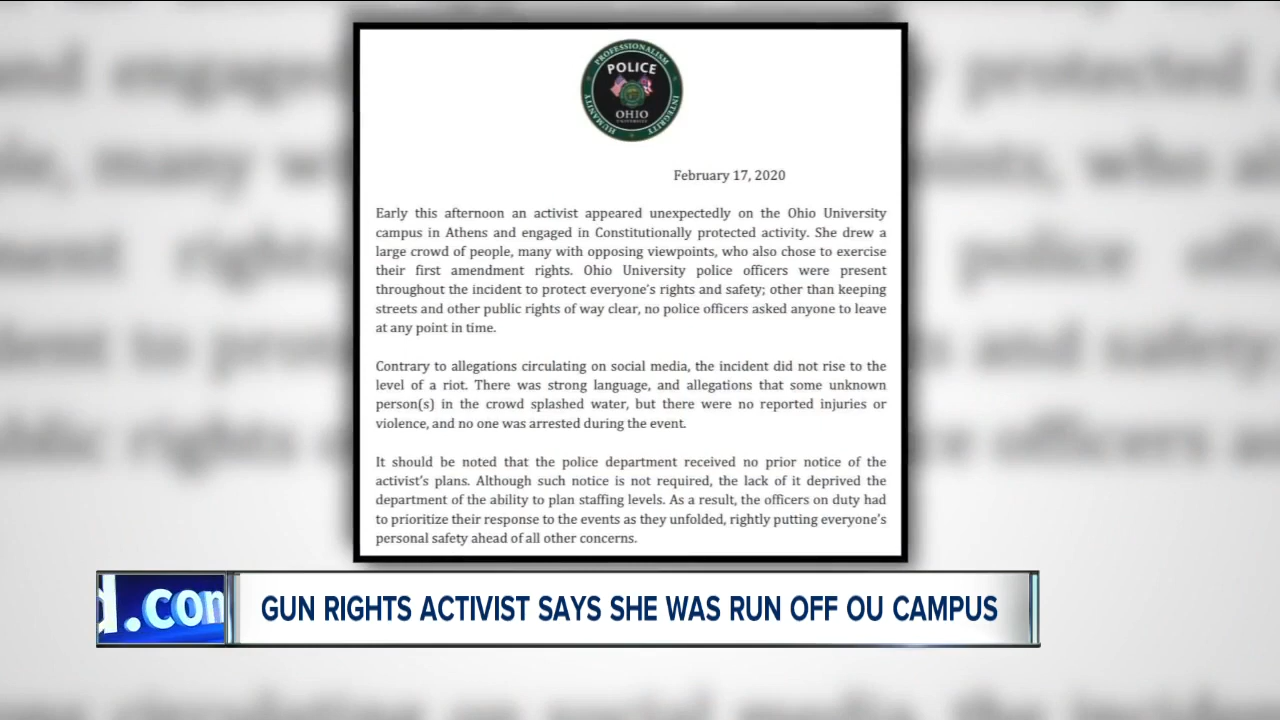 PROFESSIONALISM
POLICE
HUMANITY
INTEGRITY
OHIO
UNIVERSITY
February 17, 2020
Early this afternoon an activist appeared unexpectedly on the Ohio University
campus in Athens and engaged in Constitutionally protected activity. She drew a
large crowd of people, many with opposing viewpoints, who also chose to exercise
their first amendment rights. Ohio University police officers were present
throughout the incident to protect everyone's rights and safety; other than keeping
streets and other public rights of way clear, no police officers asked anyone to leave
at any point in time.
Contrary to allegations circulating on social media, the incident did not rise to the
level of a riot. There was strong language, and allegations that some unknown
person(s) in the crowd splashed water, but there were no reported injuries or
violence, and no one was arrested during the event.
It should be noted that the police department received no prior notice of the
activist's plans. Although such notice is not required, the lack of it deprived the
department of the ability to plan staffing levels. As a result, the officers on duty had
to prioritize their response to the events as they unfolded, rightly putting everyone's
personal safety ahead of all other concerns.
d.com
GUN RIGHTS ACTIVIST SAYS SHE WAS RUN OFF OU CAMPUS